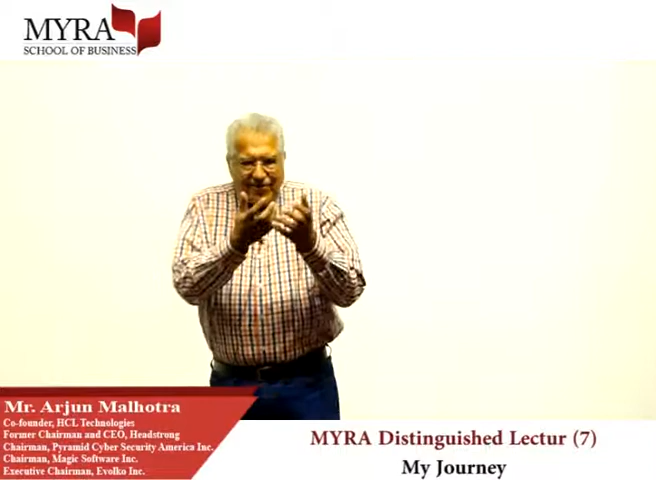 MYRA
SCHOOL OF BUSINESS
Mr. Arjun Malhotra
Co-founder, HCL Technologies
Former Chairman and CEO, Headstrong
Chairman, Pyramid Cyber Security America Inc.
Chairman, Magic Software Inc.
Executive Chairman, Evolko Inc.
MYRA Distinguished Lectur (7)
My Journey